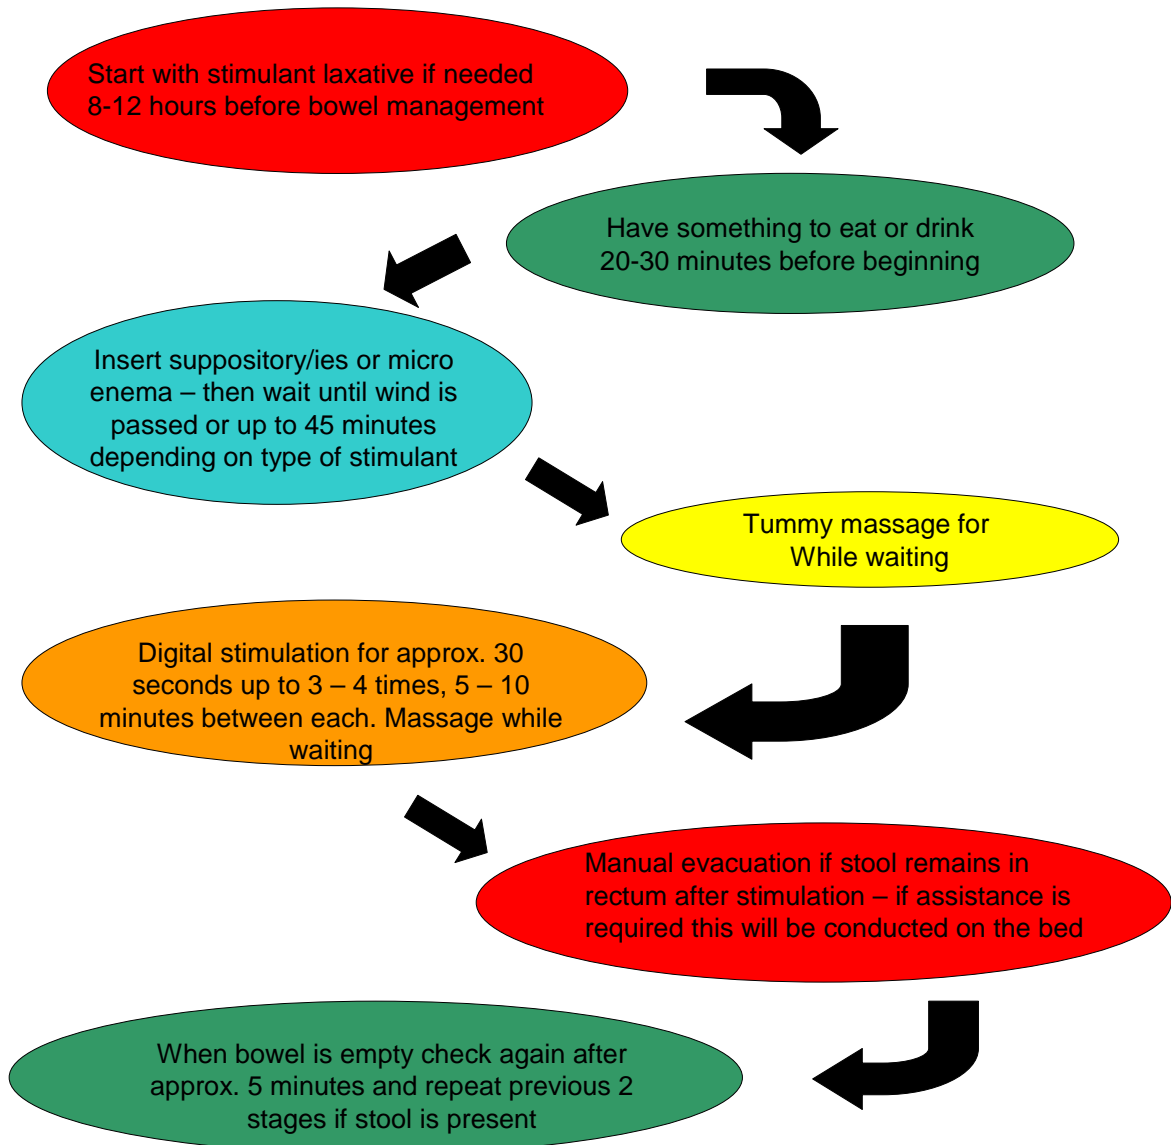 Start with stimulant laxative if needed
8-12 hours before bowel management
Have something to eat or drink
20-30 minutes before beginning
Insert suppository/ies or micro
enema – then wait until wind is
passed or up to 45 minutes
depending on type of stimulant
Tummy massage for
While waiting
Digital stimulation for approx. 30
seconds up to 3 – 4 times, 5 – 10
minutes between each. Massage while
waiting
Manual evacuation if stool remains in
rectum after stimulation – if assistance is
required this will be conducted on the bed
When bowel is empty check again after
approx. 5 minutes and repeat previous 2
stages if stool is present